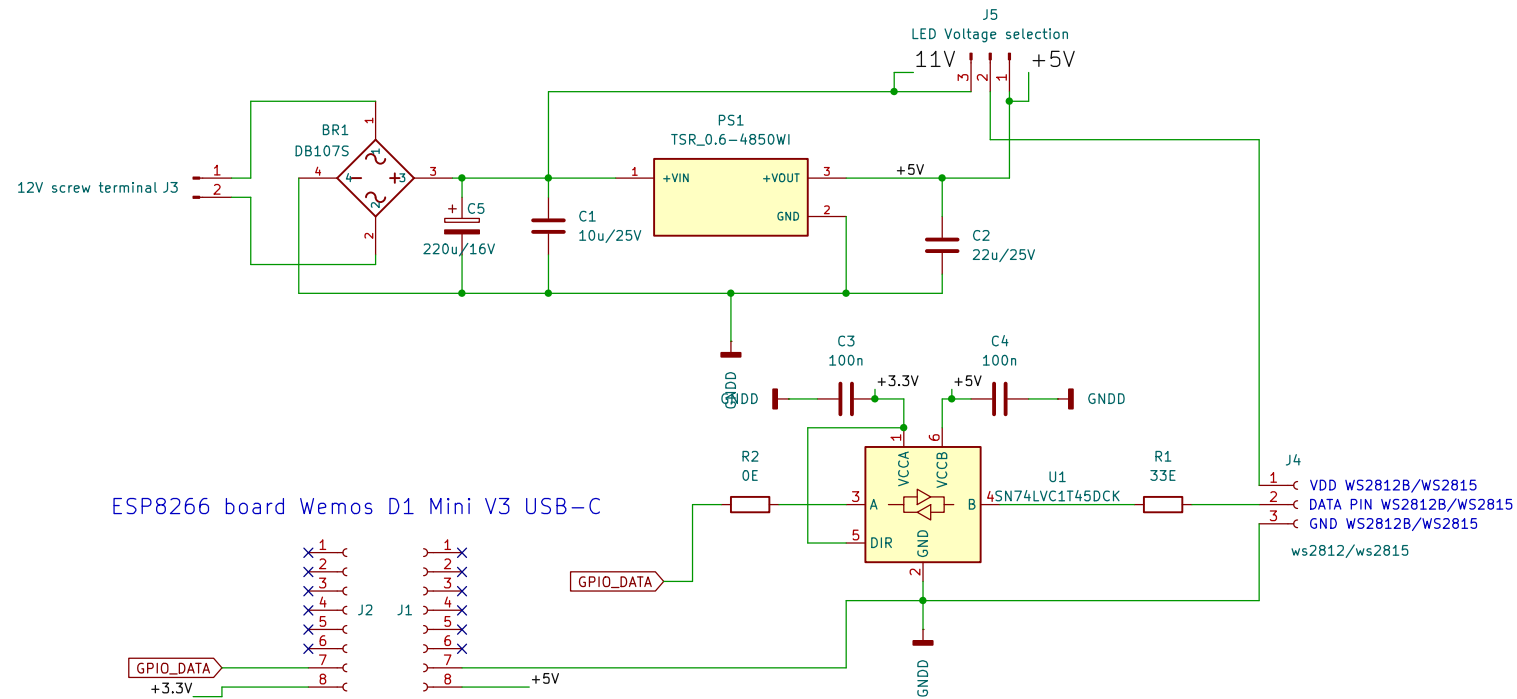 J5
LED Voltage selection
11V
+5V
3
2
1
PS1
TSR_0.6-4850WI
BR1
DB107S
12V screw terminal J3
1
2
1
2
4
3
1
2
4
3
+
C5
220u/16V
C1
10u/25V
1
+VIN
+VOUT
3
GND
2
+5V
C2
22u/25V
GNDD
C3
100n
C4
100n
GNDD
+3.3V
+5V
GNDD
1
6
VCCA
VCCB
R2
0E
3
A
B
4
U1
SN74LVC1T45DCK
R1
33E
5
DIR
GND
2
J4
1
VDD WS2812B/WS2815
2
DATA PIN WS2812B/WS2815
3
GND WS2812B/WS2815
ws2812/ws2815
GPIO_DATA
GNDD
ESP8266 board Wemos D1 Mini V3 USB-C
1
2
3
4
5
6
7
8
J2
J1
1
2
3
4
5
6
7
8
GPIO_DATA
+3.3V
+5V